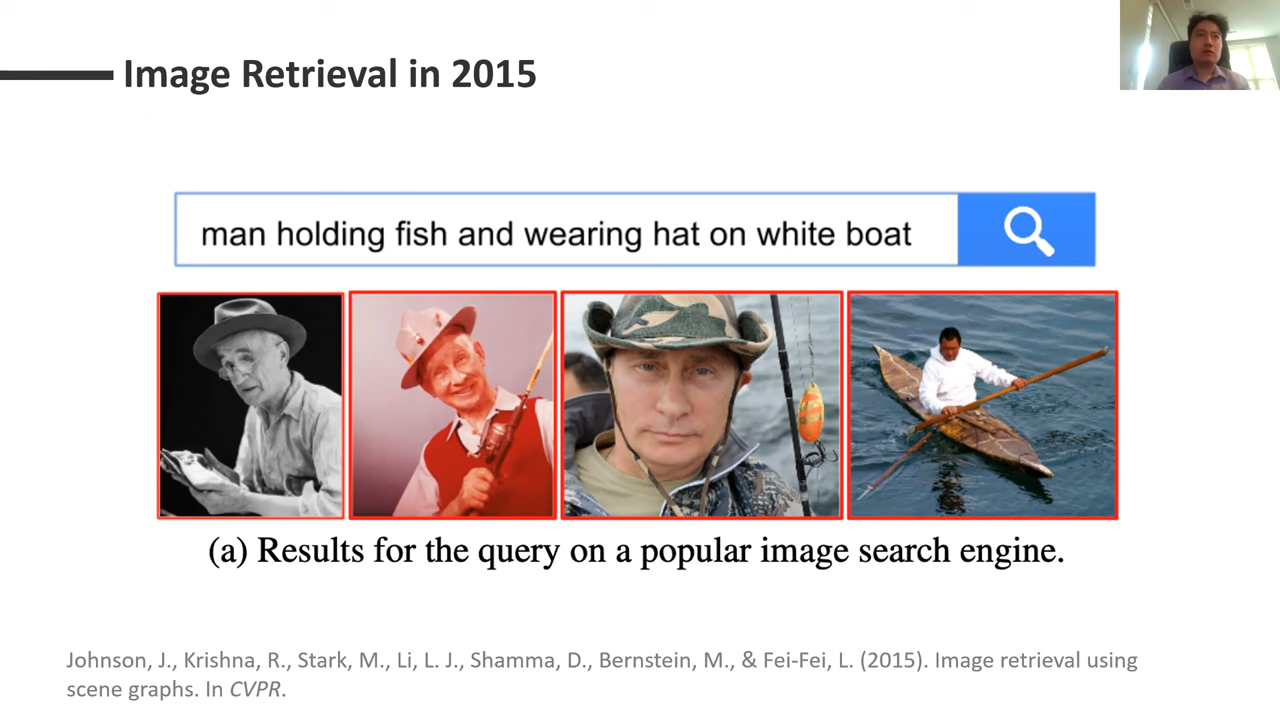 Image Retrieval in 2015
man holding fish and wearing hat on white boat
(a) Results for the query on a popular image search engine.
Johnson, J., Krishna, R., Stark, M., Li, L. J., Shamma, D., Bernstein, M., & Fei-Fei, L. (2015). Image retrieval using
scene graphs. In CVPR.